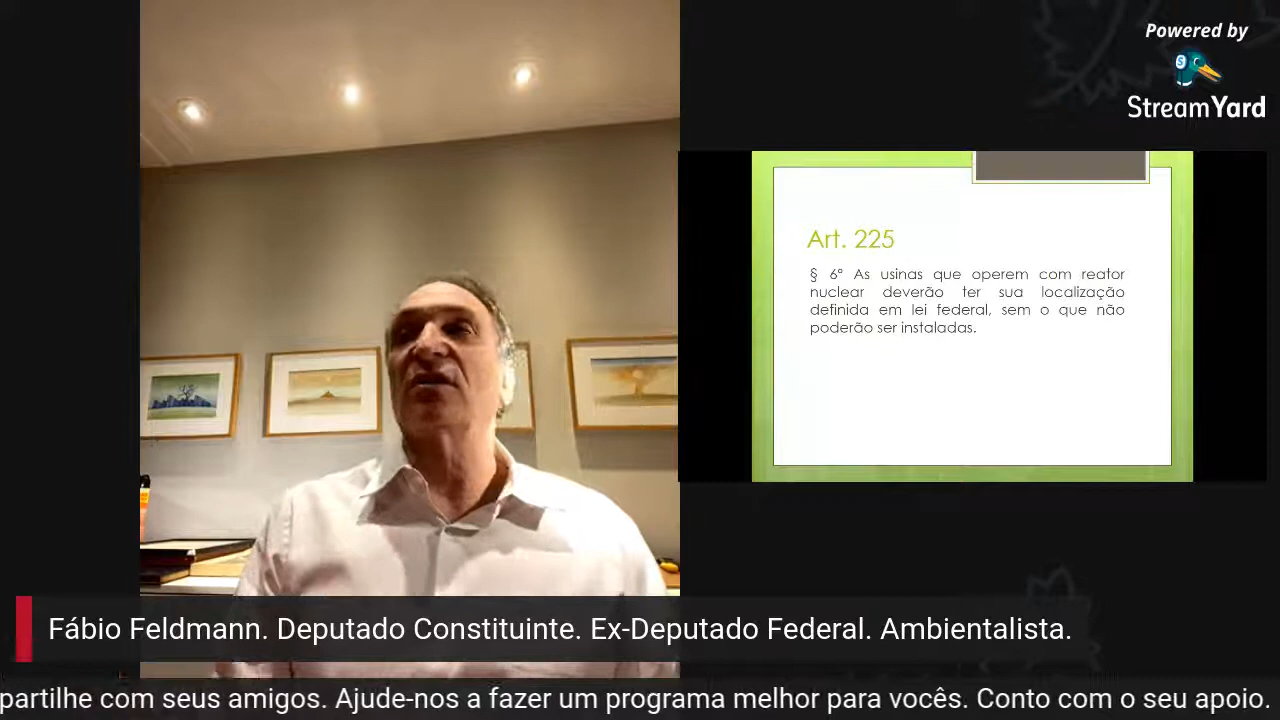 Powered by
StreamYard
Art. 225
§ 6º As usinas que operem com reator
nuclear deverão ter sua localização
definida em lei federal, sem o que não
poderão ser instaladas.
Fábio Feldmann. Deputado Constituinte. Ex-Deputado Federal. Ambientalista.
partilhe com seus amigos. Ajude-nos a fazer um programa melhor para vocês. Conto com o seu apoio.